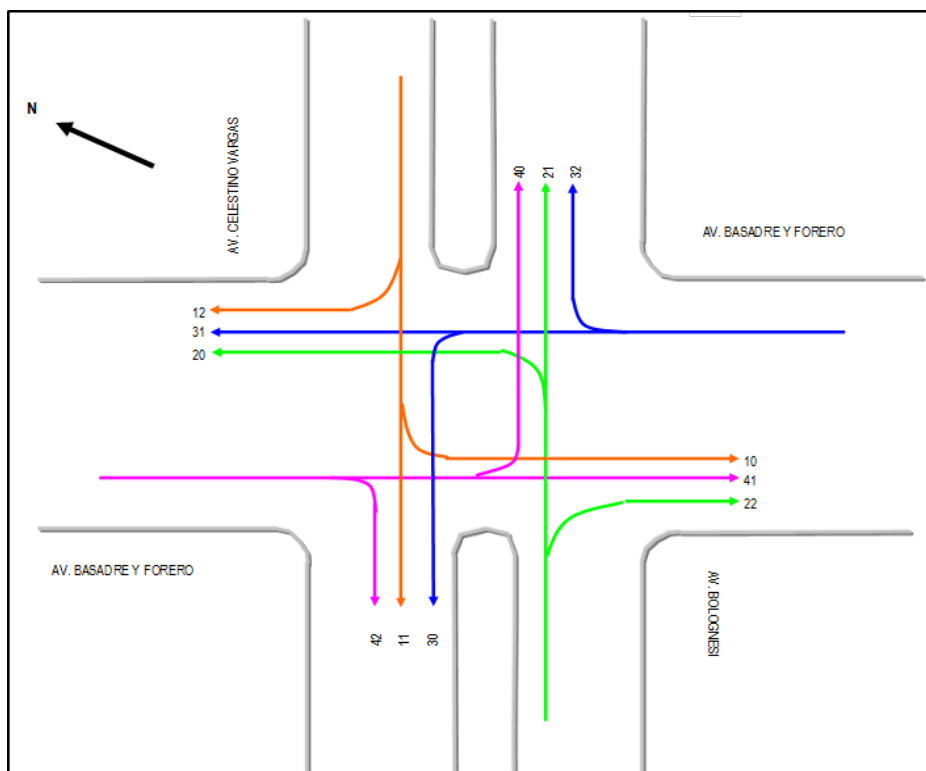 N
AV. CELESTINO VARGAS
40
21
32
AV. BASADRE Y FORERO
12
31
20
10
41
22
AV. BASADRE Y FORERO
AV. BOLOGNESI
42
11
30